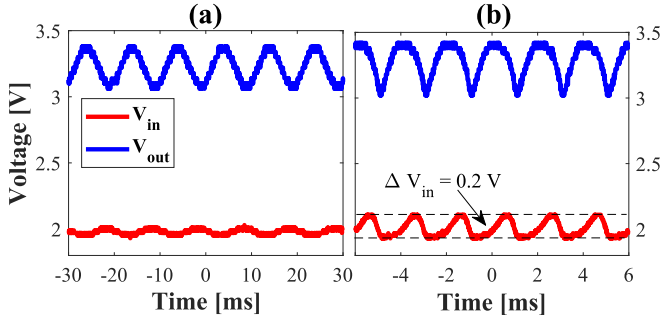 (a)
(b)
3.5
3
2.5
2
Voltage [V]
V_in
V_out
-30 -20 -10 0 10 20 30
Time [ms]
Δ V_in = 0.2 V
3.5
3
2.5
2
-4 -2 0 2 4 6
Time [ms]